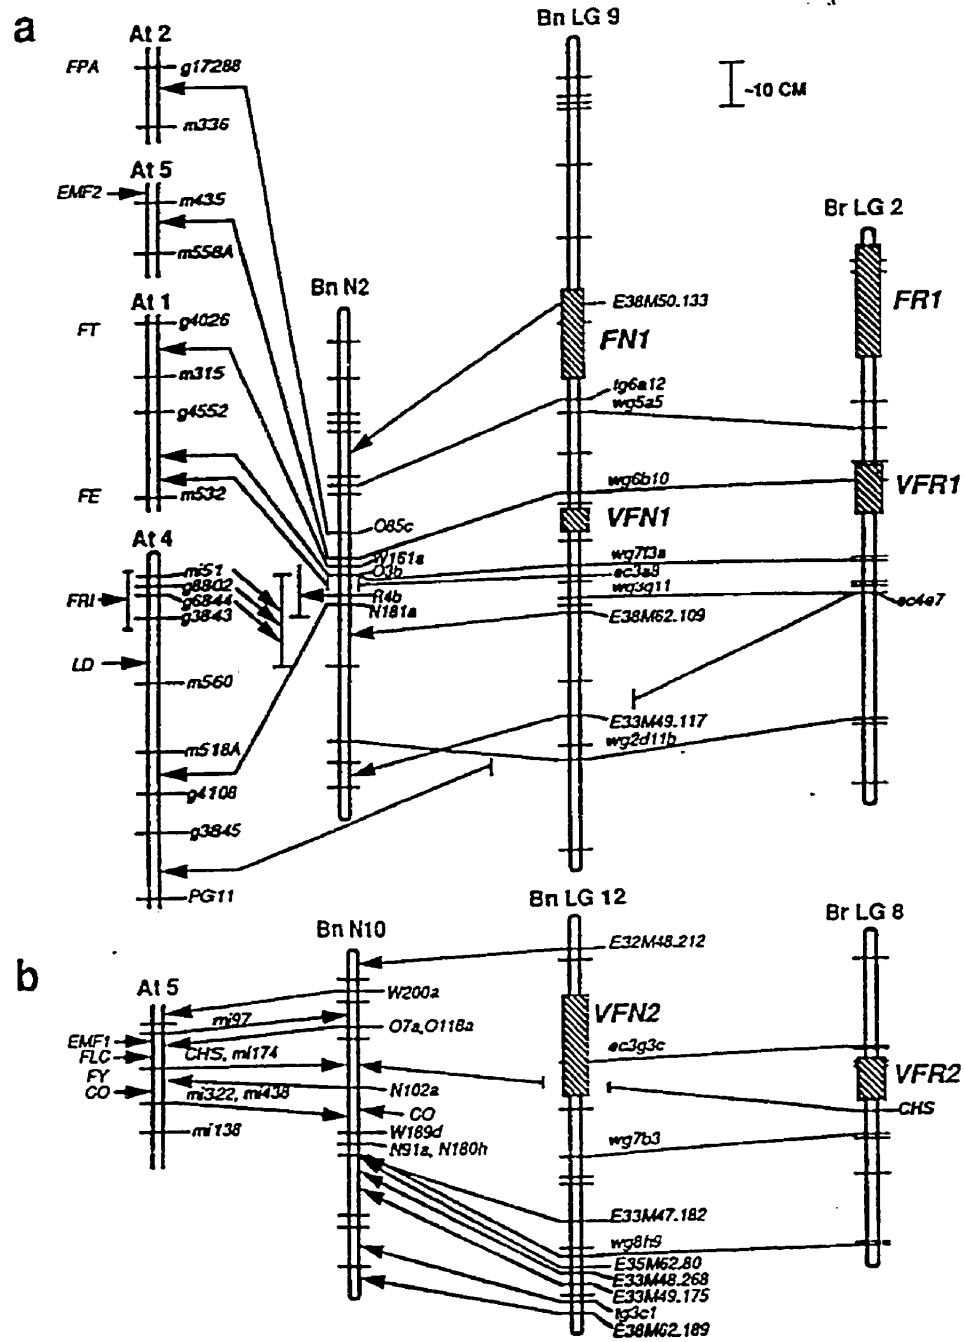 a
Bn LG 9
At 2
FPA
g17288
m336
~10 CM
At 5
EMF2
m435
m558A
Br LG 2
FR1
Bn N2
At 1
FT
g4026
m315
g4552
FE
m532
E38M50.133
FN1
tg6a12
wg5a5
wg6b10
VFN1
VFR1
O85c
W161a
O3b
R4b
N181a
wg7f3a
ec3a8
wg3g11
E38M62.109
ec4e7
At 4
mi51
g8802
g6844
g3843
FRI
LD
m560
m518A
g4108
g3845
PG11
E33M49.117
wg2d11b
b
Bn N10
Bn LG 12
Br LG 8
At 5
W200a
E32M48.212
mi97
O7a,O118a
VFN2
EMF1
FLC
CHS, mi174
FY
CO
mi322, mi438
mi138
N102a
CO
W189d
N91a, N180h
ec3g3c
VFR2
CHS
wg7b3
E33M47.182
wg8h9
E35M62.80
E33M48.268
E33M49.175
tg3c1
E38M62.189